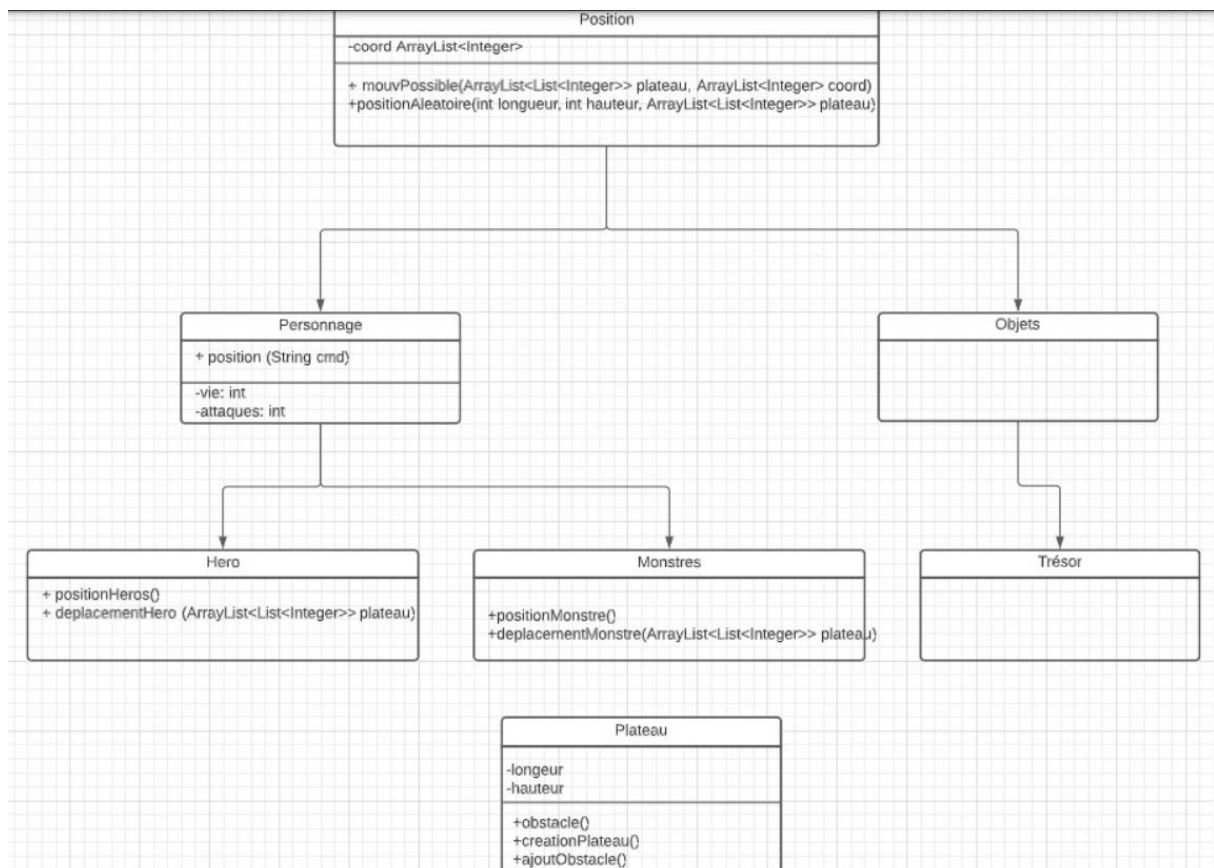 Position
-coord ArrayList<Integer>
+ mouvPossible(ArrayList<List<Integer>> plateau, ArrayList<Integer> coord)
+positionAleatoire(int longueur, int hauteur, ArrayList<List<Integer>> plateau)
Personnage
+ position (String cmd)
-vie: int
-attaques: int
Objets
Hero
+ positionHeros()
+ deplacementHero (ArrayList<List<Integer>> plateau)
Monstres
+positionMonstre()
+deplacementMonstre(ArrayList<List<Integer>> plateau)
Trésor
Plateau
-longeur
-hauteur
+obstacle()
+creationPlateau()
+ajoutObstacle()